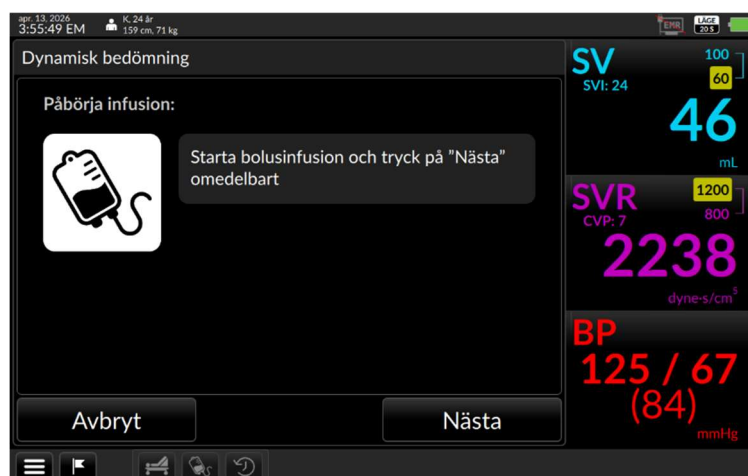 apr. 13, 2026
3:55:49 EM
K, 24 år
159 cm, 71 kg
EMR
LÄGE
20 S
Dynamisk bedömning
Påbörja infusion:
Starta bolusinfusion och tryck på ”Nästa”
omedelbart
Avbryt
Nästa
SV
SVI: 24
100
60
46
mL
SVR
CVP: 7
1200
800
2238
dyne·s/cm5
BP
125 / 67
(84)
mmHg